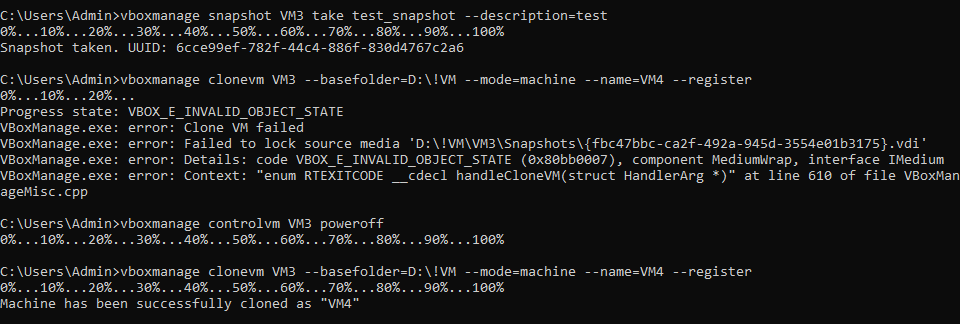 C:\Users\Admin>vboxmanage snapshot VM3 take test_snapshot --description=test
0%...10%...20%...30%...40%...50%...60%...70%...80%...90%...100%
Snapshot taken. UUID: 6cce99ef-782f-44c4-886f-830d4767c2a6
C:\Users\Admin>vboxmanage clonevm VM3 --basefolder=D:\!VM --mode=machine --name=VM4 --register
0%...10%...20%...
Progress state: VBOX_E_INVALID_OBJECT_STATE
VBoxManage.exe: error: Clone VM failed
VBoxManage.exe: error: Failed to lock source media 'D:\!VM\VM3\Snapshots\{fbc47bbc-ca2f-492a-945d-3554e01b3175}.vdi'
VBoxManage.exe: error: Details: code VBOX_E_INVALID_OBJECT_STATE (0x80bb0007), component MediumWrap, interface IMedium
VBoxManage.exe: error: Context: "enum RTEXITCODE __cdecl handleCloneVM(struct HandlerArg *)" at line 610 of file VBoxMan
ageMisc.cpp
C:\Users\Admin>vboxmanage controlvm VM3 poweroff
0%...10%...20%...30%...40%...50%...60%...70%...80%...90%...100%
C:\Users\Admin>vboxmanage clonevm VM3 --basefolder=D:\!VM --mode=machine --name=VM4 --register
0%...10%...20%...30%...40%...50%...60%...70%...80%...90%...100%
Machine has been successfully cloned as "VM4"